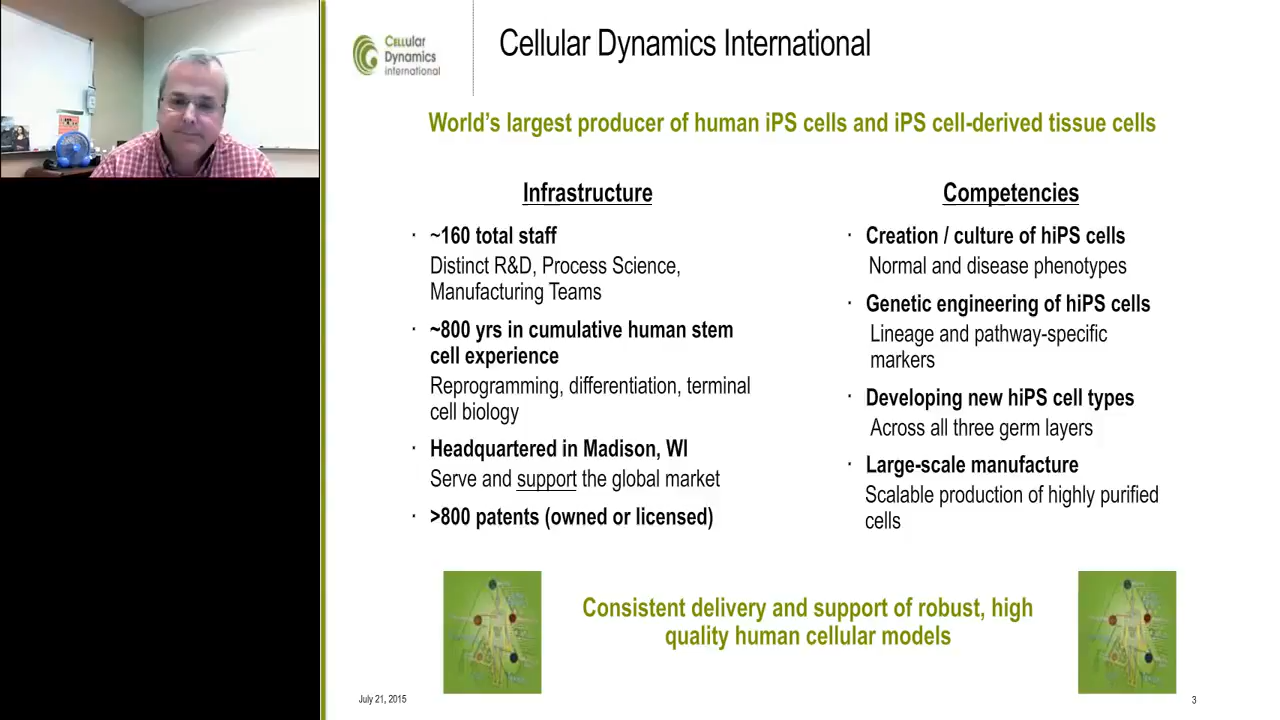 CELLular
Dynamics
international
Cellular Dynamics International
World's largest producer of human iPS cells and iPS cell-derived tissue cells
Infrastructure
· ~160 total staff
Distinct R&D, Process Science,
Manufacturing Teams
· ~800 yrs in cumulative human stem
cell experience
Reprogramming, differentiation, terminal
cell biology
· Headquartered in Madison, WI
Serve and support the global market
· >800 patents (owned or licensed)
Competencies
· Creation / culture of hiPS cells
Normal and disease phenotypes
· Genetic engineering of hiPS cells
Lineage and pathway-specific
markers
· Developing new hiPS cell types
Across all three germ layers
· Large-scale manufacture
Scalable production of highly purified
cells
Consistent delivery and support of robust, high
quality human cellular models
July 21, 2015
3